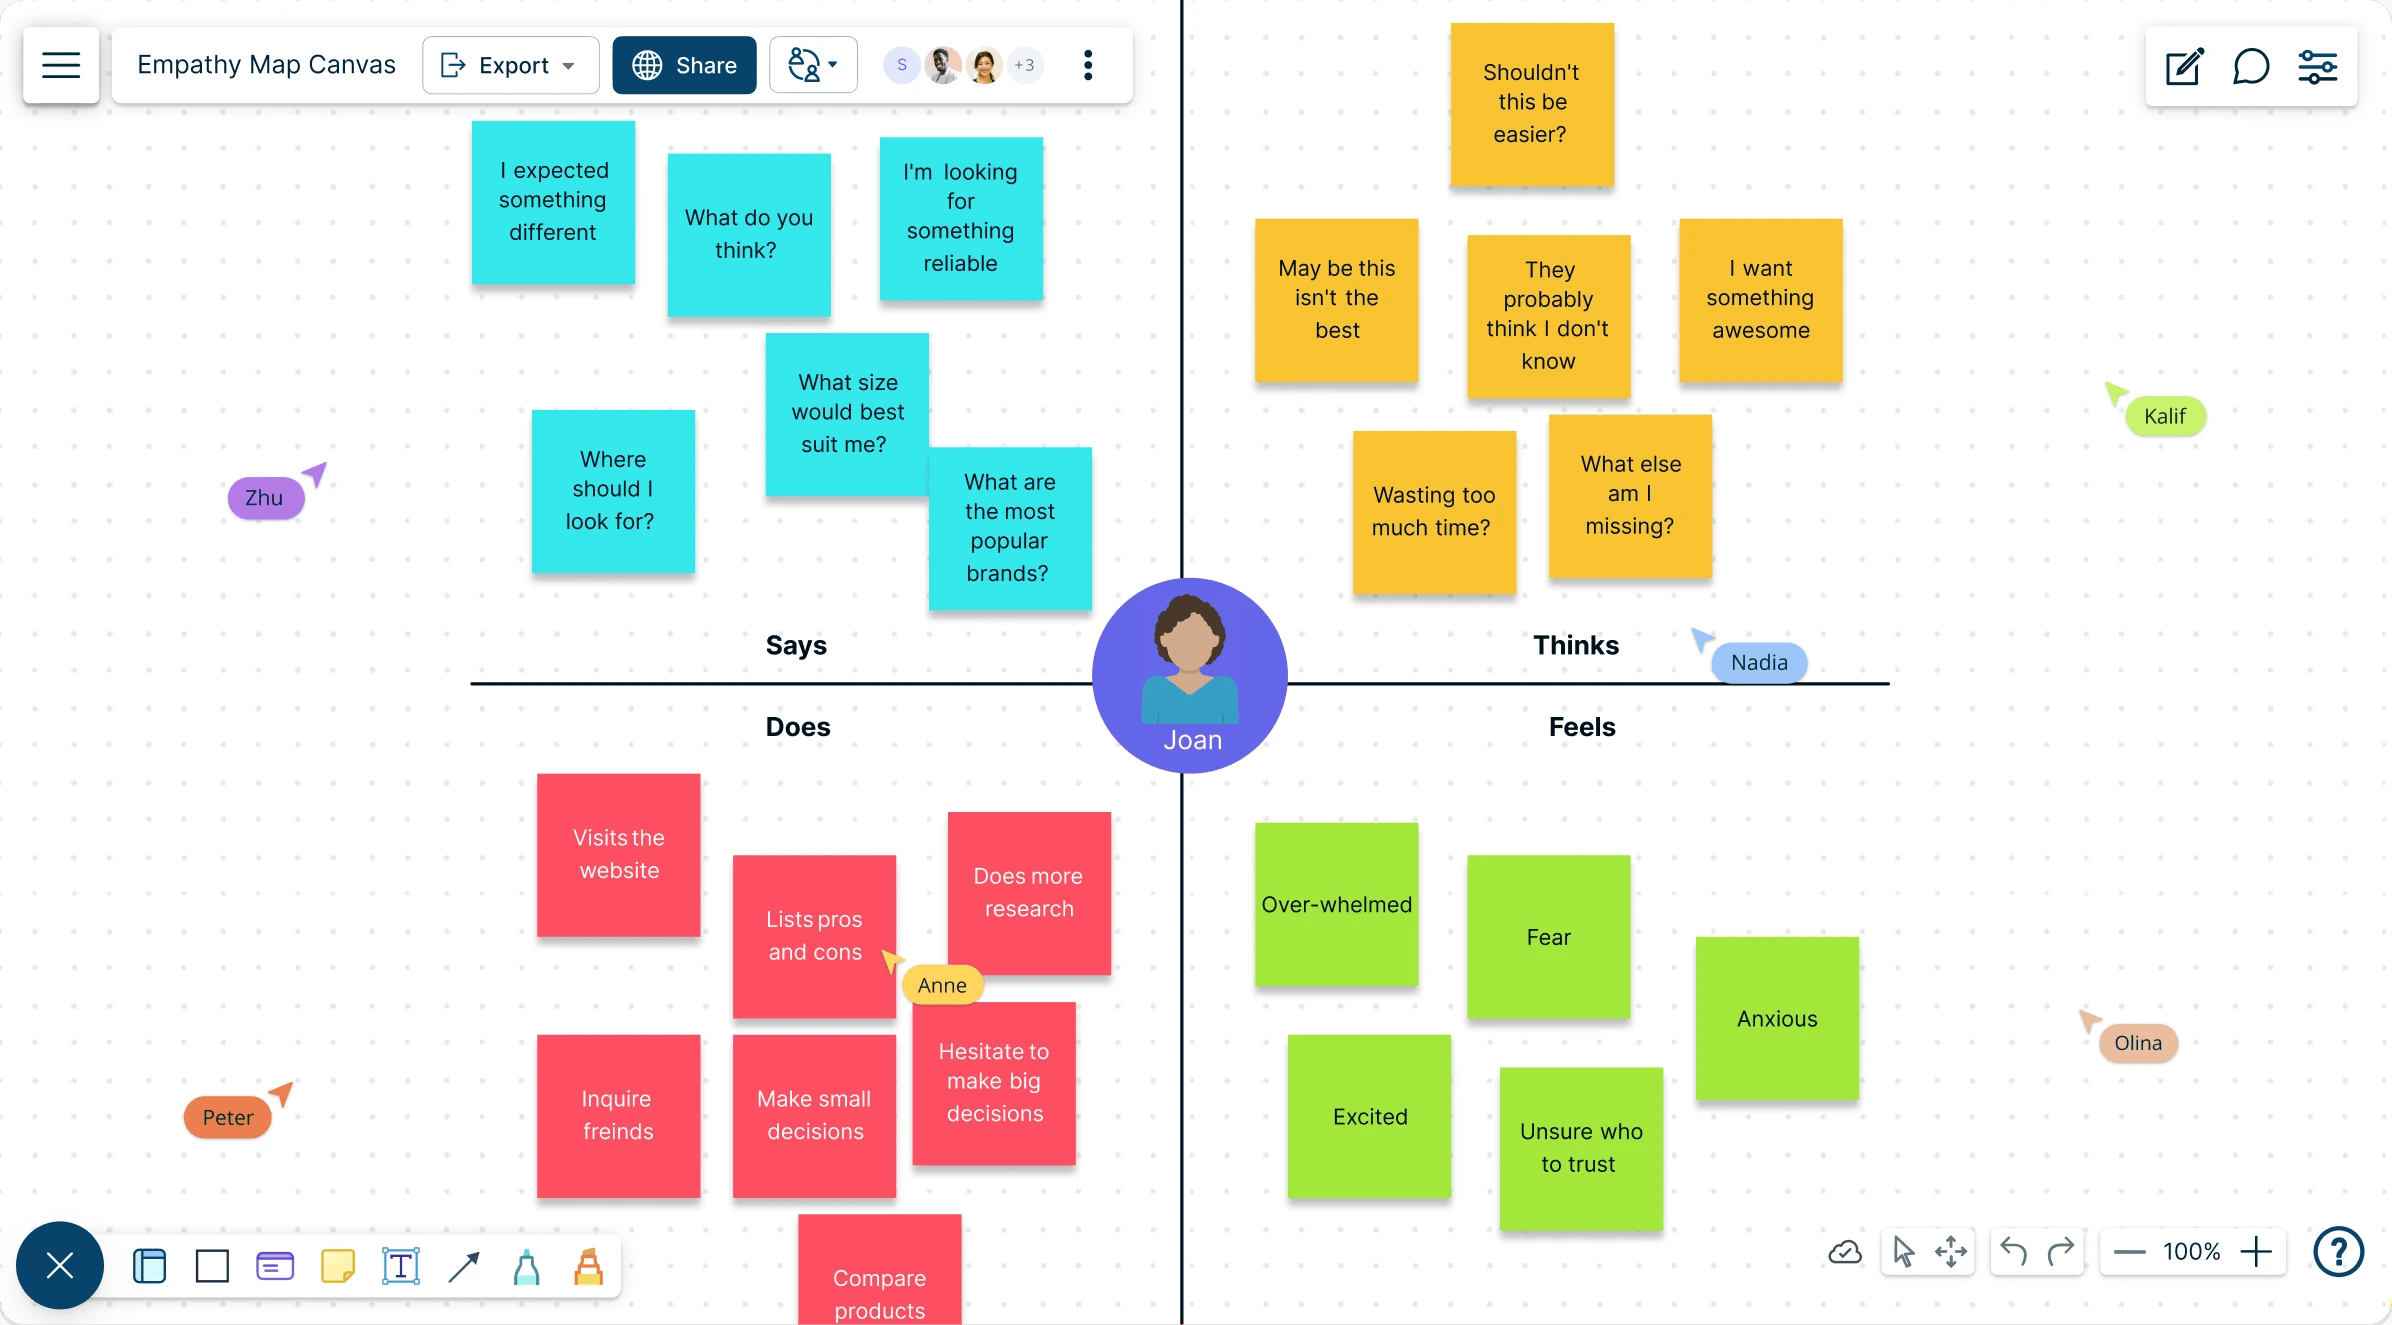 Empathy Map Canvas
Export
Share
S
+3
I expected
something
different
What do you
think?
I'm looking
for
something
reliable
What size
would best
suit me?
Where
should I
look for?
What are
the most
popular
brands?
Zhu
Says
Shouldn't
this be
easier?
May be this
isn't the
best
They
probably
think I don't
know
I want
something
awesome
Wasting too
much time?
What else
am I
missing?
Kalif
Thinks
Nadia
Joan
Does
Visits the
website
Lists pros
and cons
Does more
research
Anne
Inquire
freinds
Make small
decisions
Hesitate to
make big
decisions
Compare
products
Peter
Feels
Over-whelmed
Fear
Anxious
Excited
Unsure who
to trust
Olina
T
100%
?